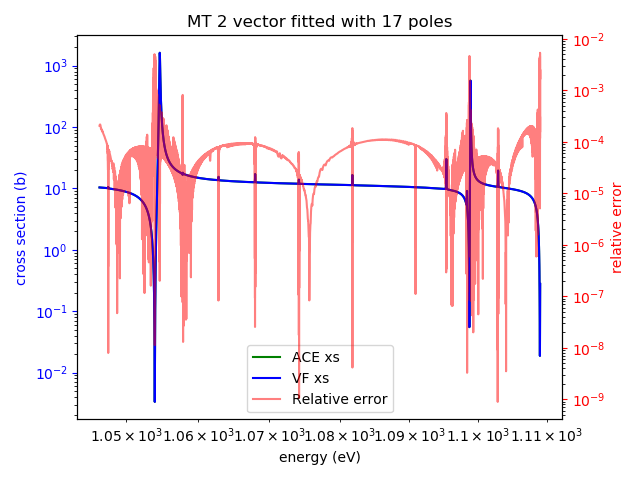 MT 2 vector fitted with 17 poles
10³
10²
10¹
10⁰
10⁻¹
10⁻²
cross section (b)
10⁻²
10⁻³
10⁻⁴
10⁻⁵
10⁻⁶
10⁻⁷
10⁻⁸
10⁻⁹
relative error
ACE xs
VF xs
Relative error
1.05 × 10³ 1.06 × 10³ 1.07 × 10³ 1.08 × 10³ 1.09 × 10³ 1.1 × 10³ 1.11 × 10³
energy (eV)